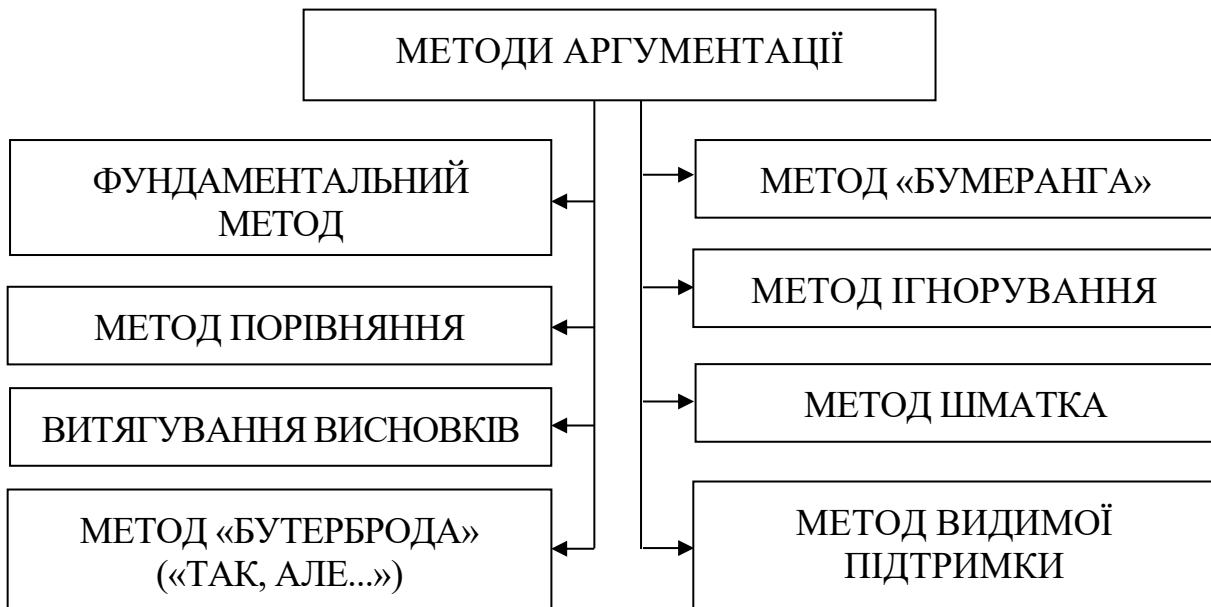 МЕТОДИ АРГУМЕНТАЦІЇ
ФУНДАМЕНТАЛЬНИЙ
МЕТОД
МЕТОД ПОРІВНЯННЯ
ВИТЯГУВАННЯ ВИСНОВКІВ
МЕТОД «БУТЕРБРОДА»
(«ТАК, АЛЕ...»)
МЕТОД «БУМЕРАНГА»
МЕТОД ІГНОРУВАННЯ
МЕТОД ШМАТКА
МЕТОД ВИДИМОЇ
ПІДТРИМКИ